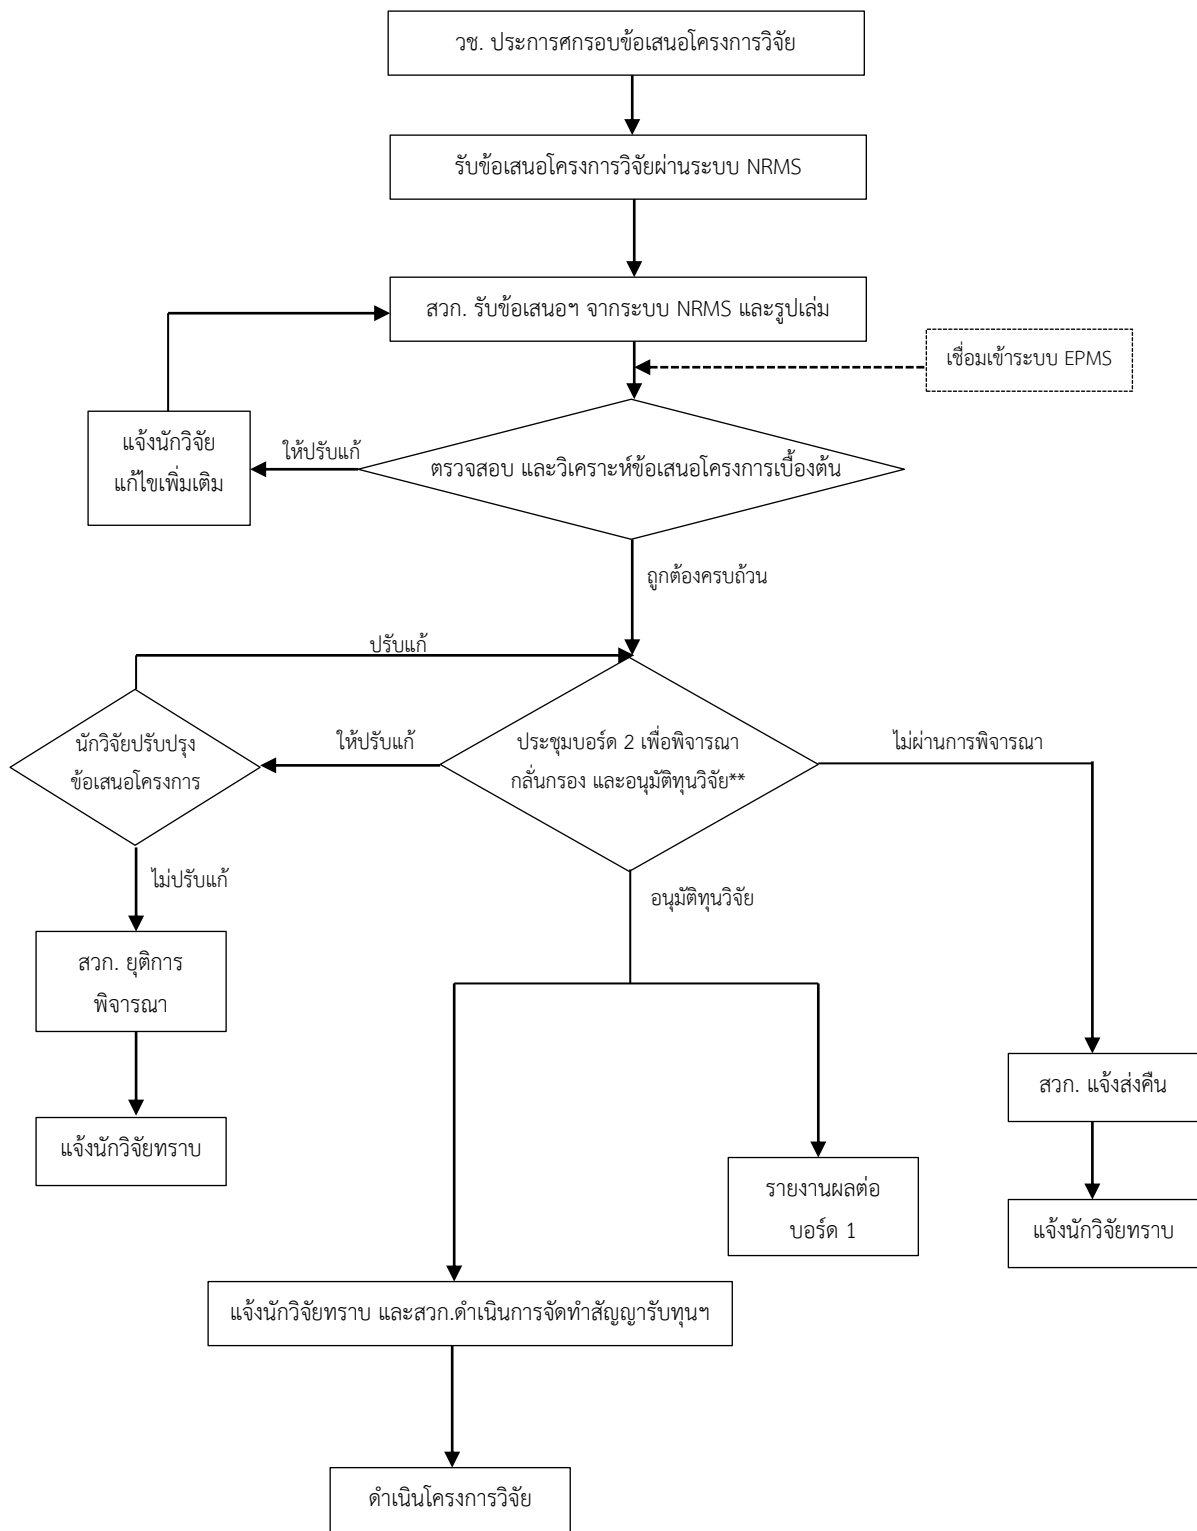 วช. ประการศกรอบข้อเสนอโครงการวิจัย
รับข้อเสนอโครงการวิจัยผ่านระบบ NRMS
สวก. รับข้อเสนอฯ จากระบบ NRMS และรูปเล่ม
เชื่อมเข้าระบบ EPMS
แจ้งนักวิจัย
แก้ไขเพิ่มเติม
ให้ปรับแก้
ตรวจสอบ และวิเคราะห์ข้อเสนอโครงการเบื้องต้น
ถูกต้องครบถ้วน
ปรับแก้
นักวิจัยปรับปรุง
ข้อเสนอโครงการ
ให้ปรับแก้
ประชุมบอร์ด 2 เพื่อพิจารณา
กลั่นกรอง และอนุมัติทุนวิจัย**
ไม่ผ่านการพิจารณา
ไม่ปรับแก้
อนุมัติทุนวิจัย
สวก. ยุติการ
พิจารณา
สวก. แจ้งส่งคืน
แจ้งนักวิจัยทราบ
รายงานผลต่อ
บอร์ด 1
แจ้งนักวิจัยทราบ
แจ้งนักวิจัยทราบ และสวก.ดำเนินการจัดทำสัญญารับทุนฯ
ดำเนินโครงการวิจัย